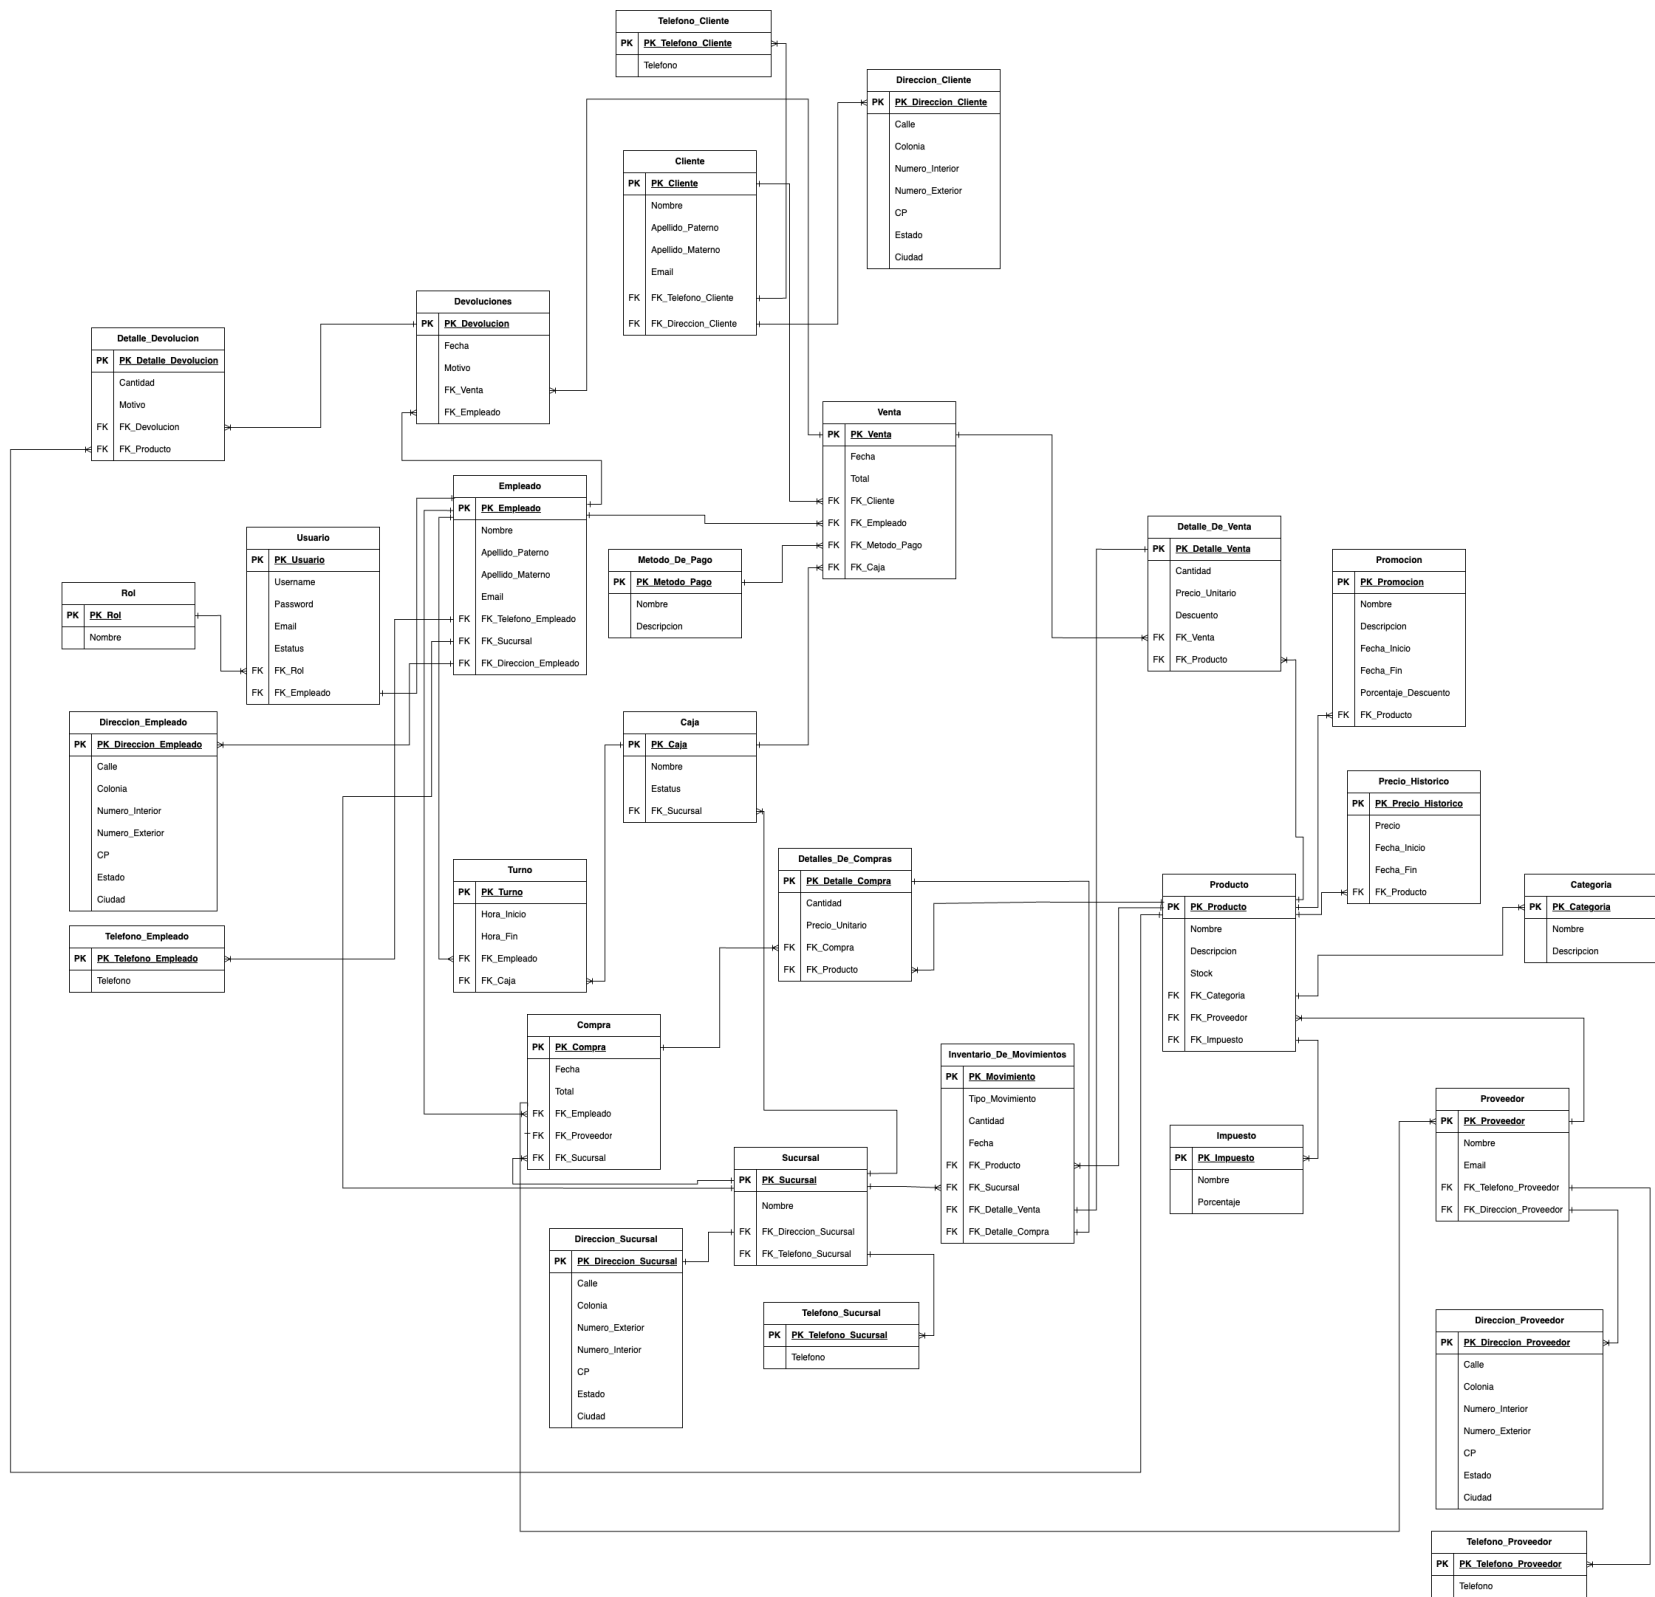 Telefono_Cliente
PK PK_Telefono_Cliente
Telefono
Direccion_Cliente
PK PK_Direccion_Cliente
Calle
Colonia
Numero_Interior
Numero_Exterior
CP
Estado
Ciudad
Cliente
PK PK_Cliente
Nombre
Apellido_Paterno
Apellido_Materno
Email
FK FK_Telefono_Cliente
FK FK_Direccion_Cliente
Devoluciones
PK PK_Devolucion
Fecha
Motivo
FK_Venta
FK_Empleado
Detalle_Devolucion
PK PK_Detalle_Devolucion
Cantidad
Motivo
FK FK_Devolucion
FK FK_Producto
Venta
PK PK_Venta
Fecha
Total
FK FK_Cliente
FK FK_Empleado
FK FK_Metodo_Pago
FK FK_Caja
Empleado
PK PK_Empleado
Nombre
Apellido_Paterno
Apellido_Materno
Email
FK FK_Telefono_Empleado
FK FK_Sucursal
FK FK_Direccion_Empleado
Usuario
PK PK_Usuario
Username
Password
Email
Estatus
FK FK_Rol
FK FK_Empleado
Rol
PK PK_Rol
Nombre
Metodo_De_Pago
PK PK_Metodo_Pago
Nombre
Descripcion
Detalle_De_Venta
PK PK_Detalle_Venta
Cantidad
Precio_Unitario
Descuento
FK FK_Venta
FK FK_Producto
Promocion
PK PK_Promocion
Nombre
Descripcion
Fecha_Inicio
Fecha_Fin
Porcentaje_Descuento
FK FK_Producto
Direccion_Empleado
PK PK_Direccion_Empleado
Calle
Colonia
Numero_Interior
Numero_Exterior
CP
Estado
Ciudad
Caja
PK PK_Caja
Nombre
Estatus
FK FK_Sucursal
Precio_Historico
PK PK_Precio_Historico
Precio
Fecha_Inicio
Fecha_Fin
FK FK_Producto
Turno
PK PK_Turno
Hora_Inicio
Hora_Fin
FK FK_Empleado
FK FK_Caja
Detalles_De_Compras
PK PK_Detalle_Compra
Cantidad
Precio_Unitario
FK FK_Compra
FK FK_Producto
Producto
PK PK_Producto
Nombre
Descripcion
Stock
FK FK_Categoria
FK FK_Proveedor
FK FK_Impuesto
Categoria
PK PK_Categoria
Nombre
Descripcion
Telefono_Empleado
PK PK_Telefono_Empleado
Telefono
Compra
PK PK_Compra
Fecha
Total
FK FK_Empleado
FK FK_Proveedor
FK FK_Sucursal
Inventario_De_Movimientos
PK PK_Movimiento
Tipo_Movimiento
Cantidad
Fecha
FK FK_Producto
FK FK_Sucursal
FK FK_Detalle_Venta
FK FK_Detalle_Compra
Impuesto
PK PK_Impuesto
Nombre
Porcentaje
Proveedor
PK PK_Proveedor
Nombre
Email
FK FK_Telefono_Proveedor
FK FK_Direccion_Proveedor
Sucursal
PK PK_Sucursal
Nombre
FK FK_Direccion_Sucursal
FK FK_Telefono_Sucursal
Direccion_Sucursal
PK PK_Direccion_Sucursal
Calle
Colonia
Numero_Exterior
Numero_Interior
CP
Estado
Ciudad
Telefono_Sucursal
PK PK_Telefono_Sucursal
Telefono
Direccion_Proveedor
PK PK_Direccion_Proveedor
Calle
Colonia
Numero_Interior
Numero_Exterior
CP
Estado
Ciudad
Telefono_Proveedor
PK PK_Telefono_Proveedor
Telefono